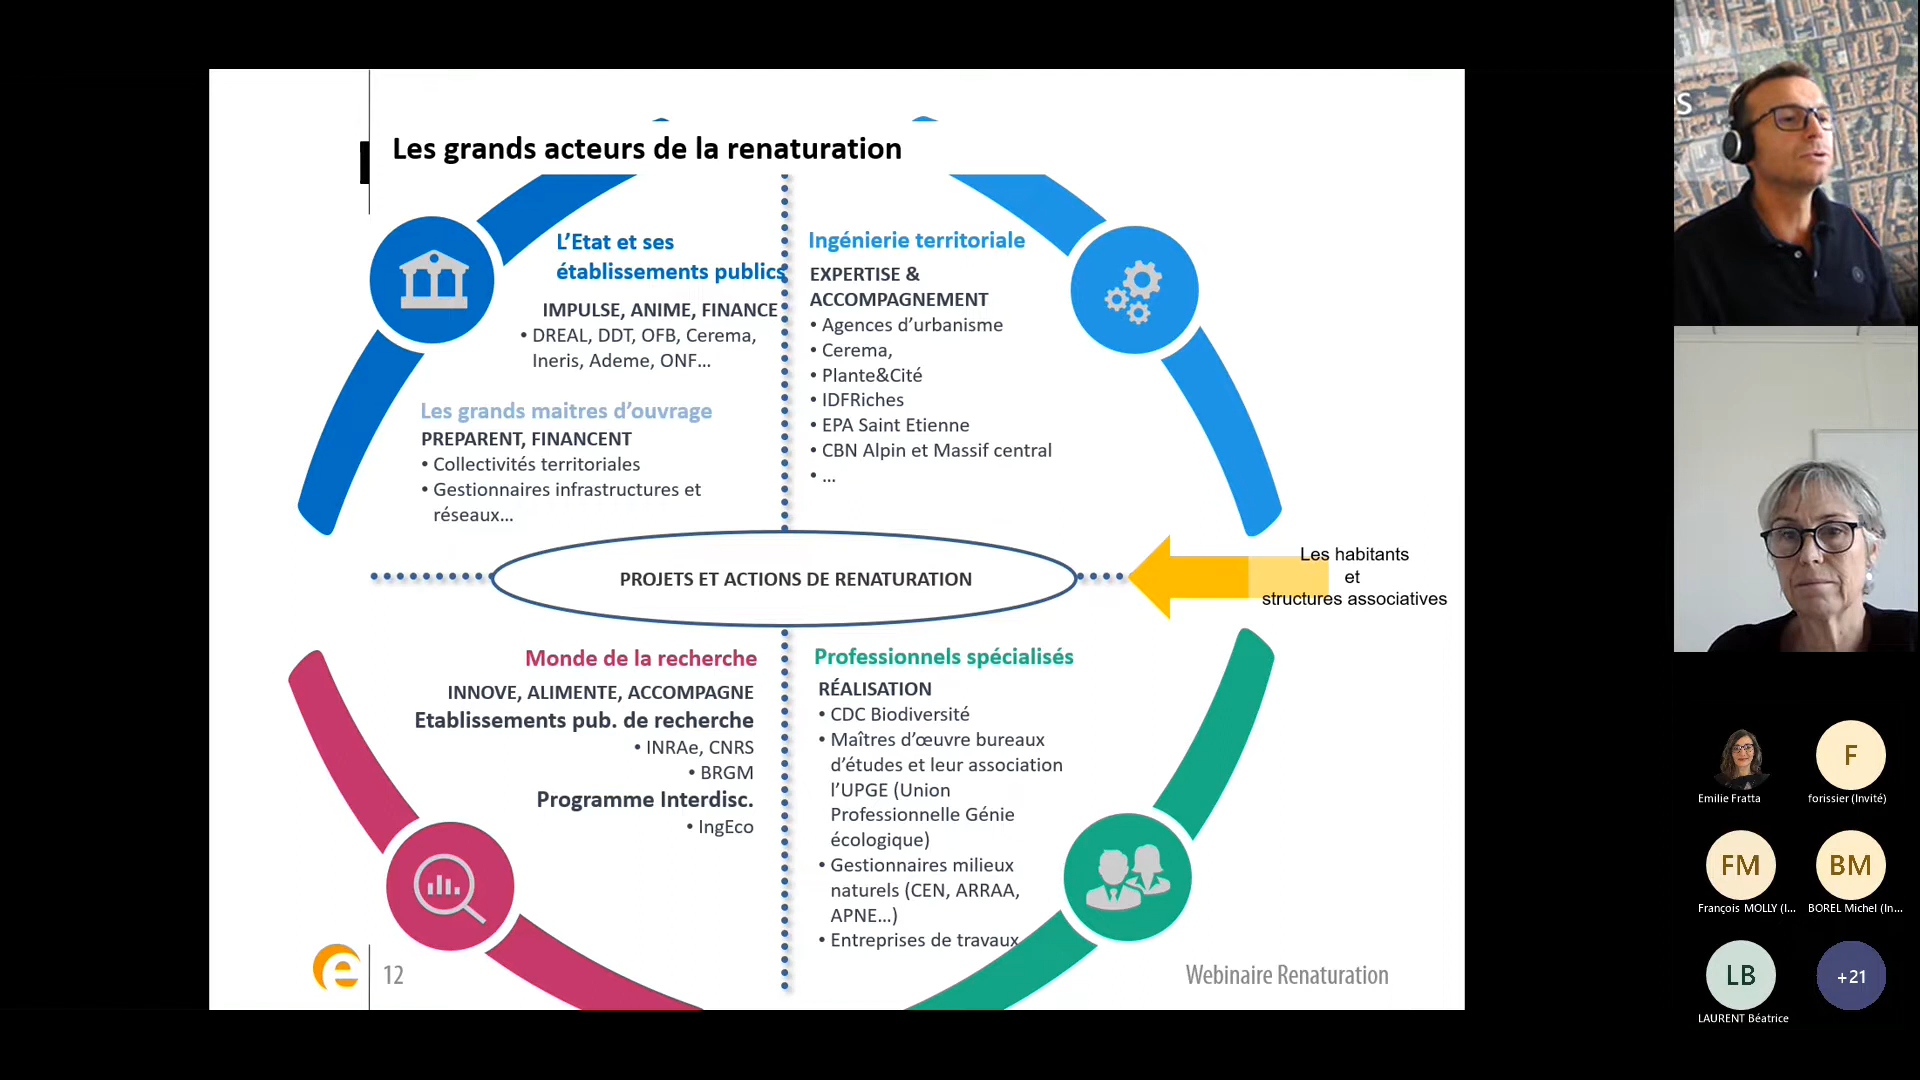 Les grands acteurs de la renaturation
L’Etat et ses
établissements publics
IMPULSE, ANIME, FINANCE
• DREAL, DDT, OFB, Cerema,
Ineris, Ademe, ONF…
Les grands maitres d’ouvrage
PREPARENT, FINANCENT
• Collectivités territoriales
• Gestionnaires infrastructures et
réseaux…
Ingénierie territoriale
EXPERTISE &
ACCOMPAGNEMENT
• Agences d’urbanisme
• Cerema,
• Plante&Cité
• IDFRiches
• EPA Saint Etienne
• CBN Alpin et Massif central
• …
PROJETS ET ACTIONS DE RENATURATION
Les habitants
et
structures associatives
Monde de la recherche
INNOVE, ALIMENTE, ACCOMPAGNE
Etablissements pub. de recherche
• INRAe, CNRS
• BRGM
Programme Interdisc.
• IngEco
Professionnels spécialisés
RÉALISATION
• CDC Biodiversité
• Maîtres d’œuvre bureaux
d’études et leur association
l’UPGE (Union
Professionnelle Génie
écologique)
• Gestionnaires milieux
naturels (CEN, ARRAA,
APNE…)
• Entreprises de travaux
e
12
Webinaire Renaturation
S
Emilie Fratta
F
forissier (Invité)
FM
François MOLLY (I...
BM
BOREL Michel (In...
LB
LAURENT Béatrice
+21